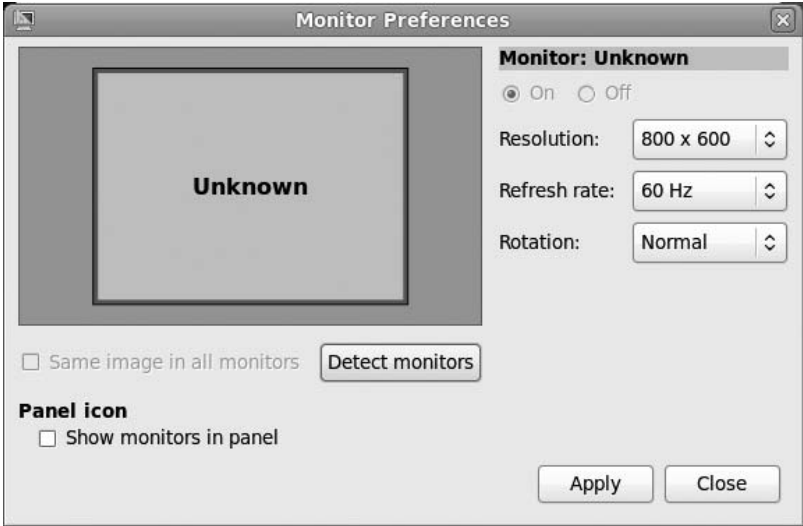 Monitor Preferences
Unknown
Monitor: Unknown
On Off
Resolution: 800 x 600
Refresh rate: 60 Hz
Rotation: Normal
Same image in all monitors Detect monitors
Panel icon
Show monitors in panel
Apply Close